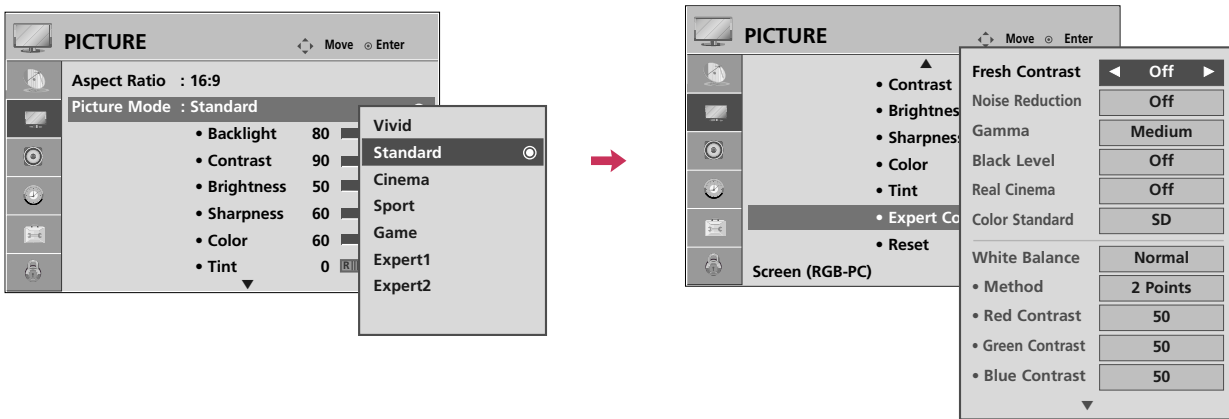 PICTURE
Move Enter
Aspect Ratio : 16:9
Picture Mode : Standard
• Backlight 80
• Contrast 90
• Brightness 50
• Sharpness 60
• Color 60
• Tint 0 R
Vivid
Standard
Cinema
Sport
Game
Expert1
Expert2
PICTURE
Move Enter
• Contrast
• Brightnes
• Sharpnes
• Color
• Tint
• Expert Co
• Reset
Screen (RGB-PC)
Fresh Contrast Off
Noise Reduction Off
Gamma Medium
Black Level Off
Real Cinema Off
Color Standard SD
White Balance Normal
• Method 2 Points
• Red Contrast 50
• Green Contrast 50
• Blue Contrast 50